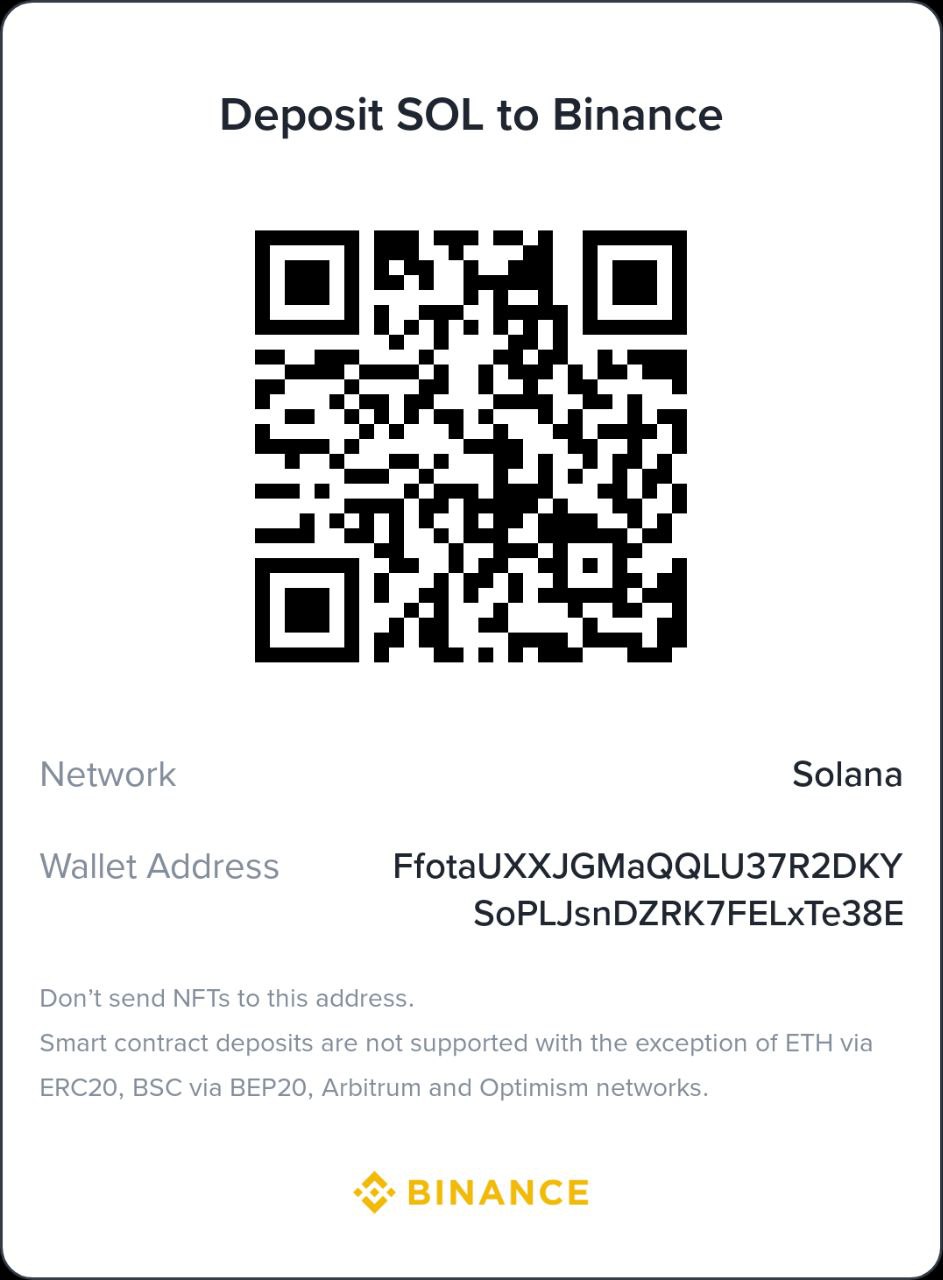 Deposit SOL to Binance
Network
Solana
Wallet Address
FfotaUXXJGMaQQLU37R2DKY
SoPLJsnDZRK7FELxTe38E
Don’t send NFTs to this address.
Smart contract deposits are not supported with the exception of ETH via
ERC20, BSC via BEP20, Arbitrum and Optimism networks.
BINANCE